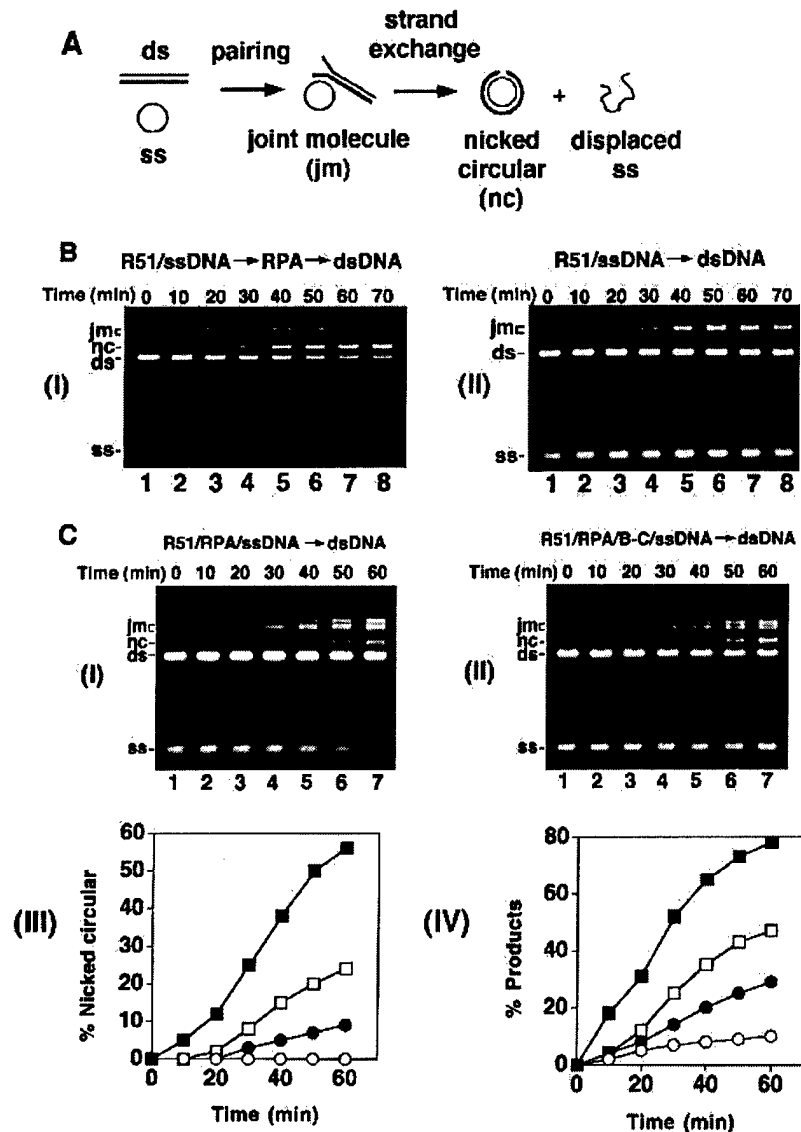 A
ds pairing strand exchange
ss joint molecule (jm) nicked circular (nc) + displaced ss
B
R51/ssDNA→RPA→dsDNA
Time (min) 0 10 20 30 40 50 60 70
jm
nc-
ds-
(I)
ss-
1 2 3 4 5 6 7 8
R51/ssDNA→dsDNA
Time (min) 0 10 20 30 40 50 60 70
jm
ds-
(II)
ss-
1 2 3 4 5 6 7 8
C
R51/RPA/ssDNA→dsDNA
Time (min) 0 10 20 30 40 50 60
jm
nc-
ds-
(I)
ss-
1 2 3 4 5 6 7
R51/RPA/B-C/ssDNA→dsDNA
Time (min) 0 10 20 30 40 50 60
jm
nc-
ds-
(II)
ss-
1 2 3 4 5 6 7
(III)
% Nicked circular
60
50
40
30
20
10
0
0 20 40 60
Time (min)
(IV)
% Products
80
60
40
20
0
0 20 40 60
Time (min)